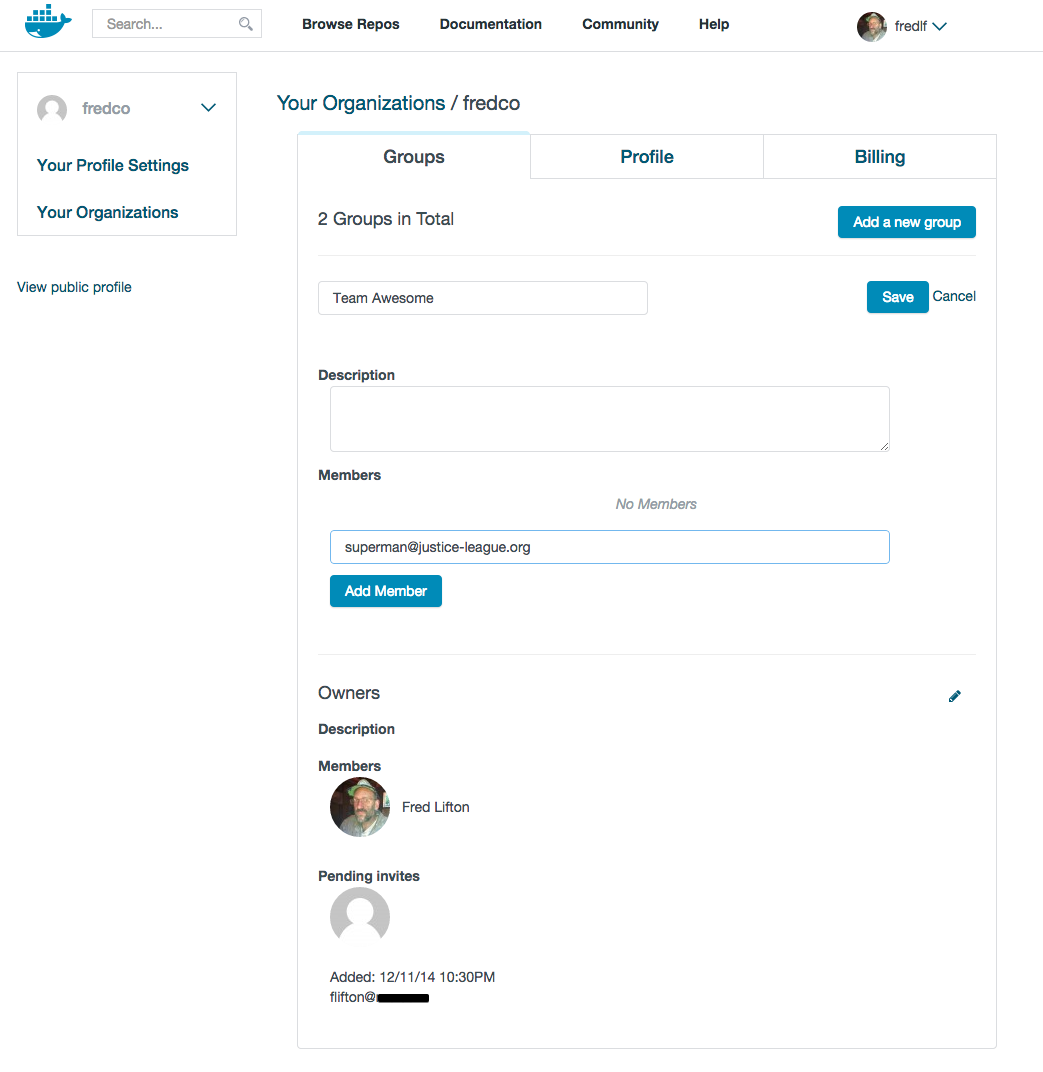 Search...
Browse Repos
Documentation
Community
Help
fredlf
fredco
Your Profile Settings
Your Organizations
View public profile
Your Organizations / fredco
Groups
Profile
Billing
2 Groups in Total
Add a new group
Team Awesome
Save
Cancel
Description
Members
No Members
superman@justice-league.org
Add Member
Owners
Description
Members
Fred Lifton
Pending invites
Added: 12/11/14 10:30PM
flifton@